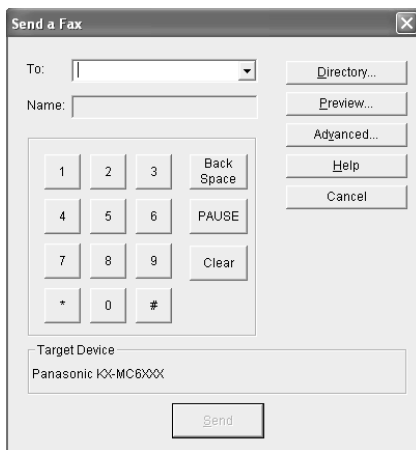 Send a Fax
To:
Directory...
Name:
Preview...
Advanced...
1 2 3 Back Space
Help
4 5 6 PAUSE
Cancel
7 8 9 Clear
* 0 #
Target Device
Panasonic KX-MC6XXX
Send